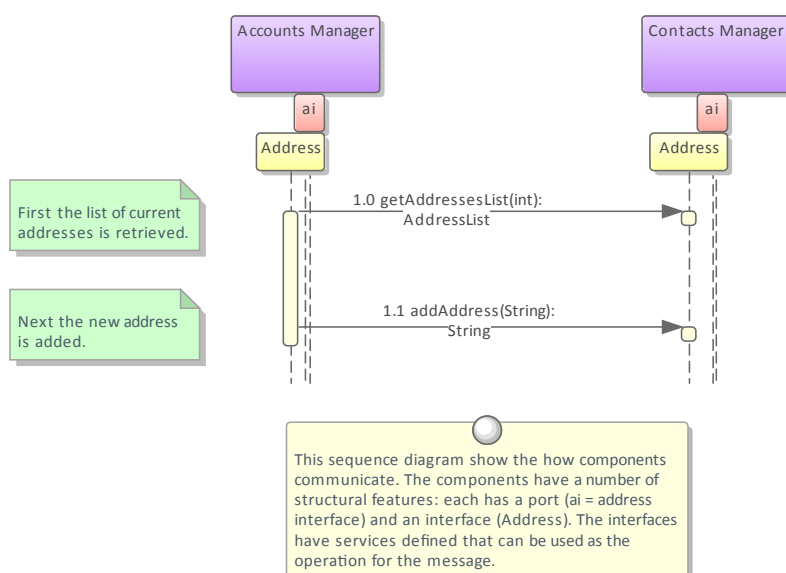 Accounts Manager
Contacts Manager
ai
ai
Address
Address
First the list of current
addresses is retrieved.
1.0 getAddressesList(int):
AddressList
Next the new address
is added.
1.1 addAddress(String):
String
This sequence diagram show the how components
communicate. The components have a number of
structural features: each has a port (ai = address
interface) and an interface (Address). The interfaces
have services defined that can be used as the
operation for the message.